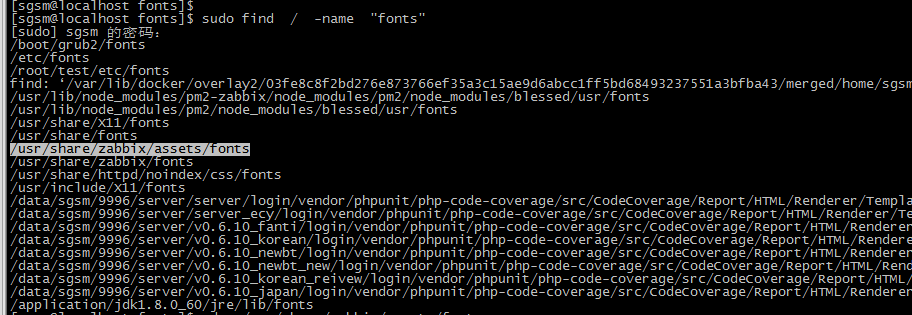 [sgsm@localhost fonts]$
[sgsm@localhost fonts]$ sudo find  /  -name  "fonts"
[sudo] sgsm 的密码：
/boot/grub2/fonts
/etc/fonts
/root/test/etc/fonts
find: ‘/var/lib/docker/overlay2/03fe8c8f2bd276e873766ef35a3c15ae9d6abcc1ff5bd68493237551a3bfba43/merged/home/sgsm
/usr/lib/node_modules/pm2-zabbix/node_modules/pm2/node_modules/blessed/usr/fonts
/usr/lib/node_modules/pm2/node_modules/blessed/usr/fonts
/usr/share/X11/fonts
/usr/share/fonts
/usr/share/zabbix/assets/fonts
/usr/share/zabbix/fonts
/usr/share/httpd/noindex/css/fonts
/usr/include/X11/fonts
/data/sgsm/9996/server/server/login/vendor/phpunit/php-code-coverage/src/CodeCoverage/Report/HTML/Renderer/Templa
/data/sgsm/9996/server/server_ecy/login/vendor/phpunit/php-code-coverage/src/CodeCoverage/Report/HTML/Renderer/Te
/data/sgsm/9996/server/v0.6.10_fanti/login/vendor/phpunit/php-code-coverage/src/CodeCoverage/Report/HTML/Renderer
/data/sgsm/9996/server/v0.6.10_korean/login/vendor/phpunit/php-code-coverage/src/CodeCoverage/Report/HTML/Rendere
/data/sgsm/9996/server/v0.6.10_newbt/login/vendor/phpunit/php-code-coverage/src/CodeCoverage/Report/HTML/Renderer
/data/sgsm/9996/server/v0.6.10_newbt_new/login/vendor/phpunit/php-code-coverage/src/CodeCoverage/Report/HTML/Rend
/data/sgsm/9996/server/v0.6.10_korean_reivew/login/vendor/phpunit/php-code-coverage/src/CodeCoverage/Report/HTML/
/data/sgsm/9996/server/v0.6.10_japan/login/vendor/phpunit/php-code-coverage/src/CodeCoverage/Report/HTML/Renderer
/application/jdk1.8.0_60/jre/lib/fonts